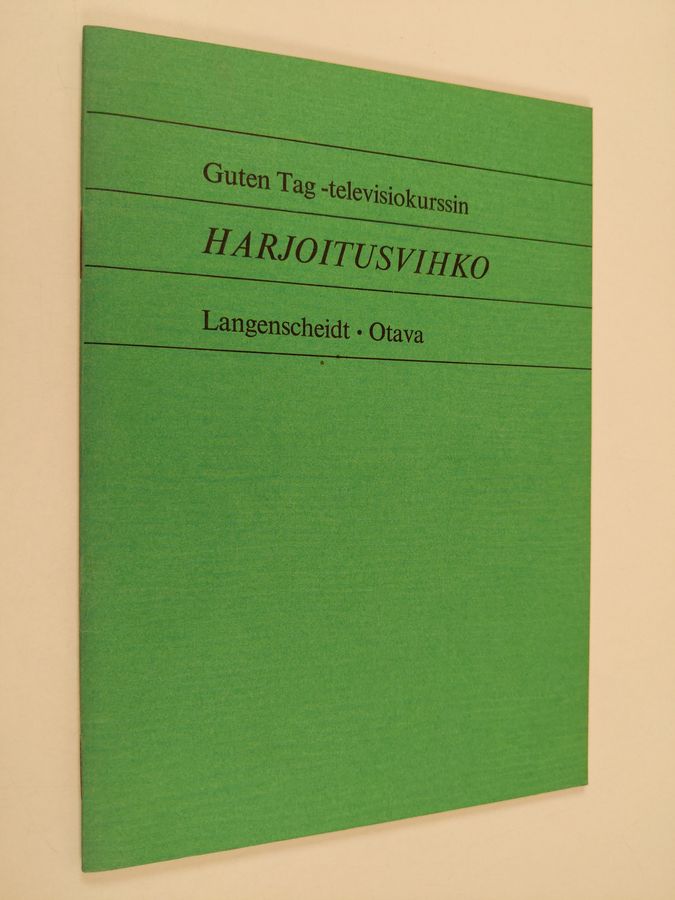 Guten Tag -televisiokurssin
HARJOITUSVIHKO
Langenscheidt • Otava